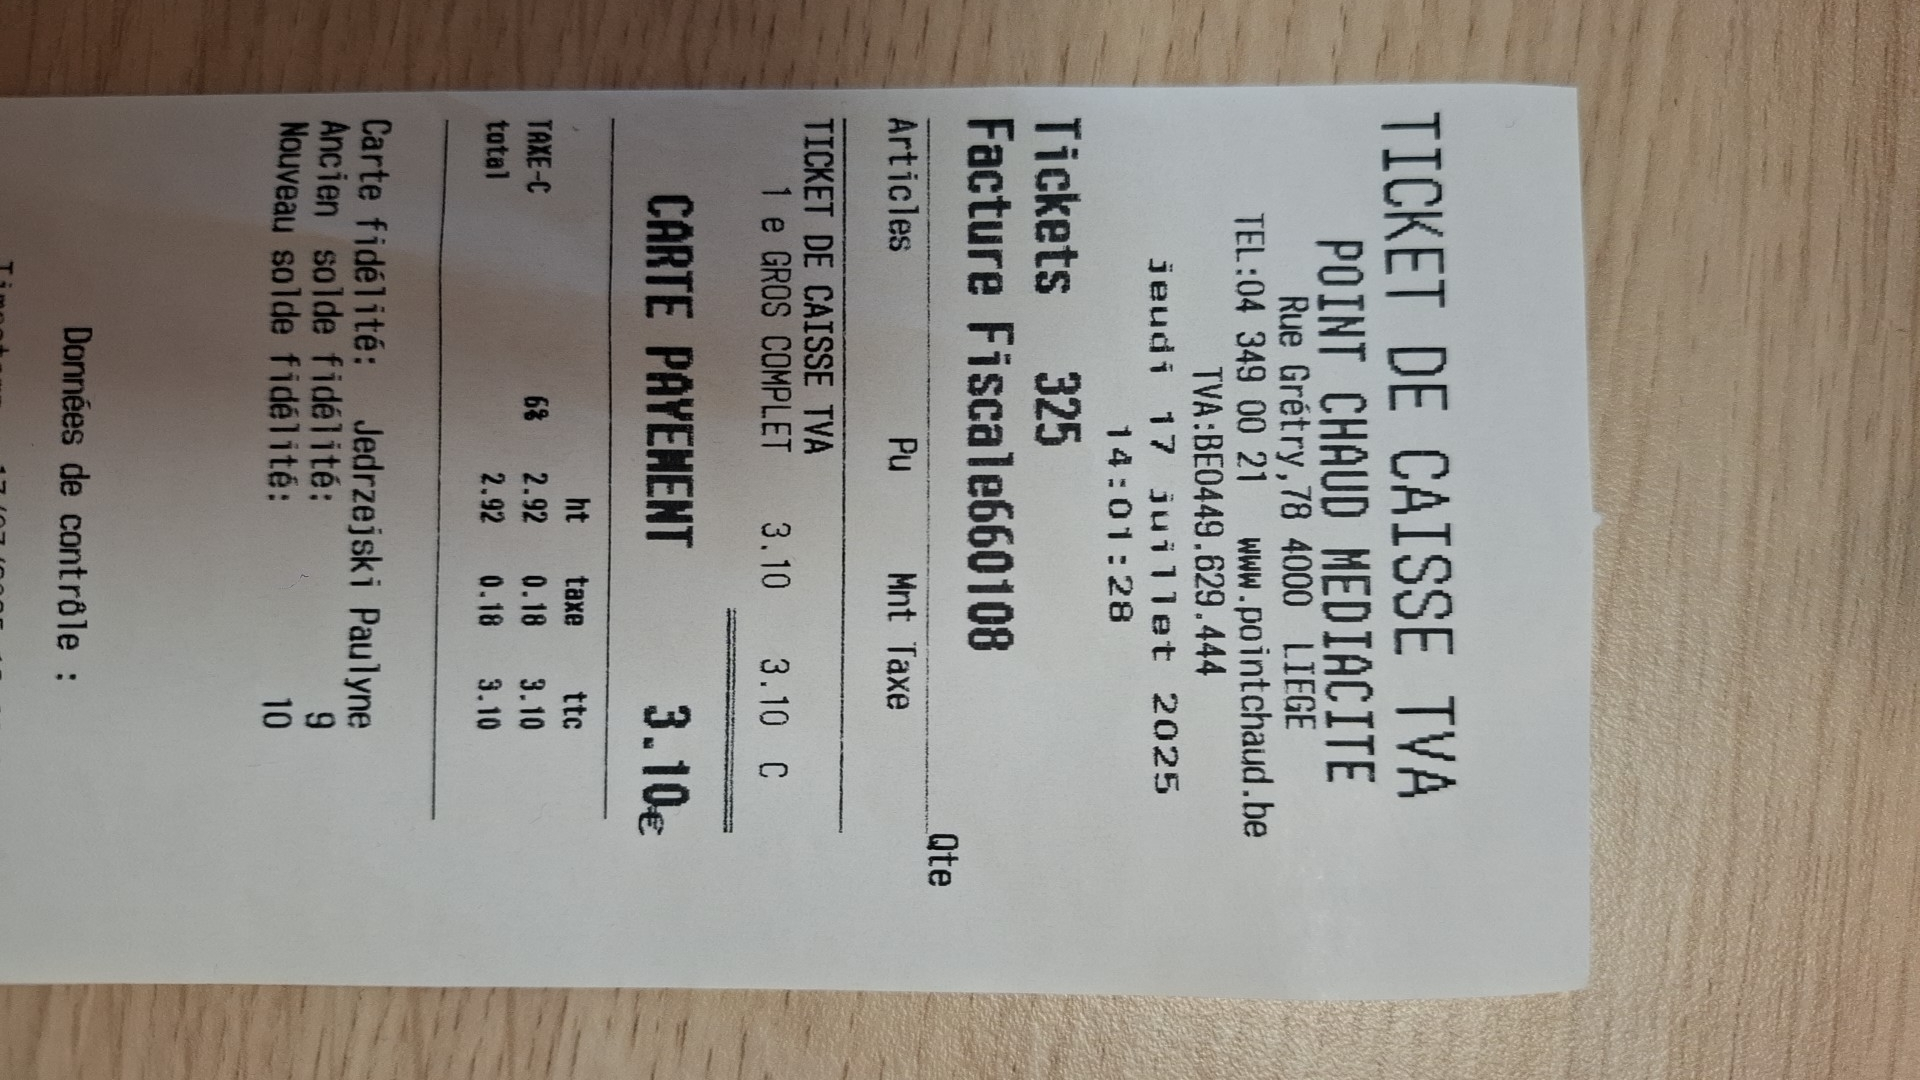 TICKET DE CAISSE TVA
POINT CHAUD MEDIACITE
Rue Grétry,78 4000 LIEGE
TEL:04 349 00 21 www.pointchaud.be
TVA:BE0449.629.444
jeudi 17 juillet 2025
14:01:28
Tickets 325
Facture Fiscale660108
Qte
Articles Pu Mnt Taxe
TICKET DE CAISSE TVA
1 e GROS COMPLET 3.10 3.10 C
CARTE PAYEMENT 3.10€
ht taxe ttc
TAXE-C 6% 2.92 0.18 3.10
total 2.92 0.18 3.10
Carte fidélité: Jedrzejski Paulyne
Ancien solde fidélité: 9
Nouveau solde fidélité: 10
Données de contrôle :